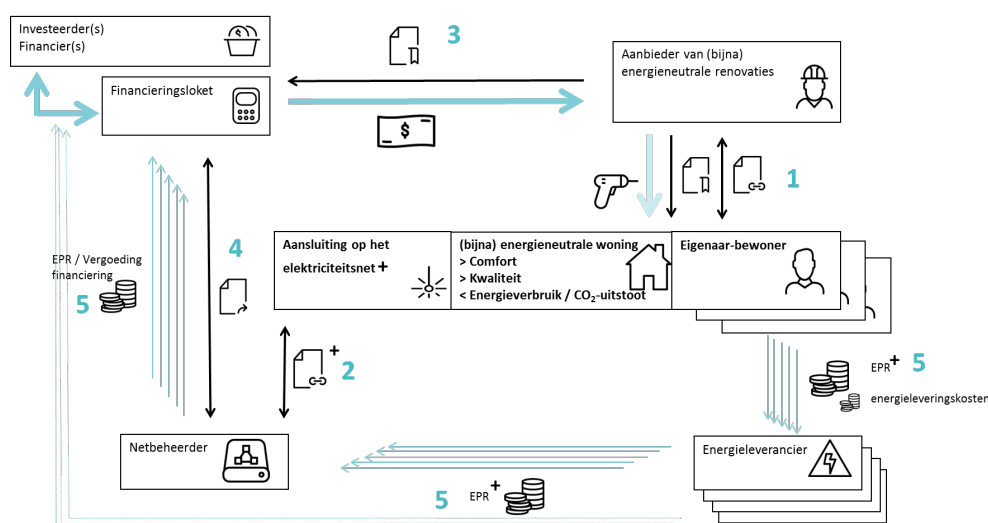 Investeerder(s)
Financier(s)
3
Aanbieder van (bijna)
energieneutrale renovaties
Financieringsloket
$
1
Aansluiting op het
elektriciteitsnet +
(bijna) energieneutrale woning
> Comfort
> Kwaliteit
< Energieverbruik / CO₂-uitstoot
Eigenaar-bewoner
4
EPR / Vergoeding
financiering
5
+
2
EPR +
5
energieleveringskosten
Netbeheerder
Energieleverancier
5
EPR +